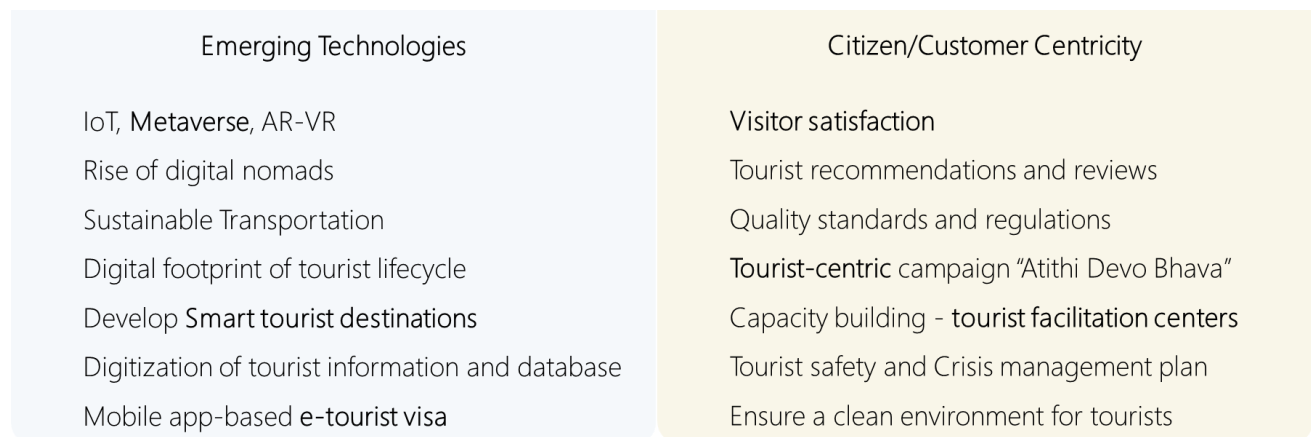 Emerging Technologies
IoT, Metaverse, AR-VR
Rise of digital nomads
Sustainable Transportation
Digital footprint of tourist lifecycle
Develop Smart tourist destinations
Digitization of tourist information and database
Mobile app-based e-tourist visa
Citizen/Customer Centricity
Visitor satisfaction
Tourist recommendations and reviews
Quality standards and regulations
Tourist-centric campaign “Atithi Devo Bhava”
Capacity building - tourist facilitation centers
Tourist safety and Crisis management plan
Ensure a clean environment for tourists